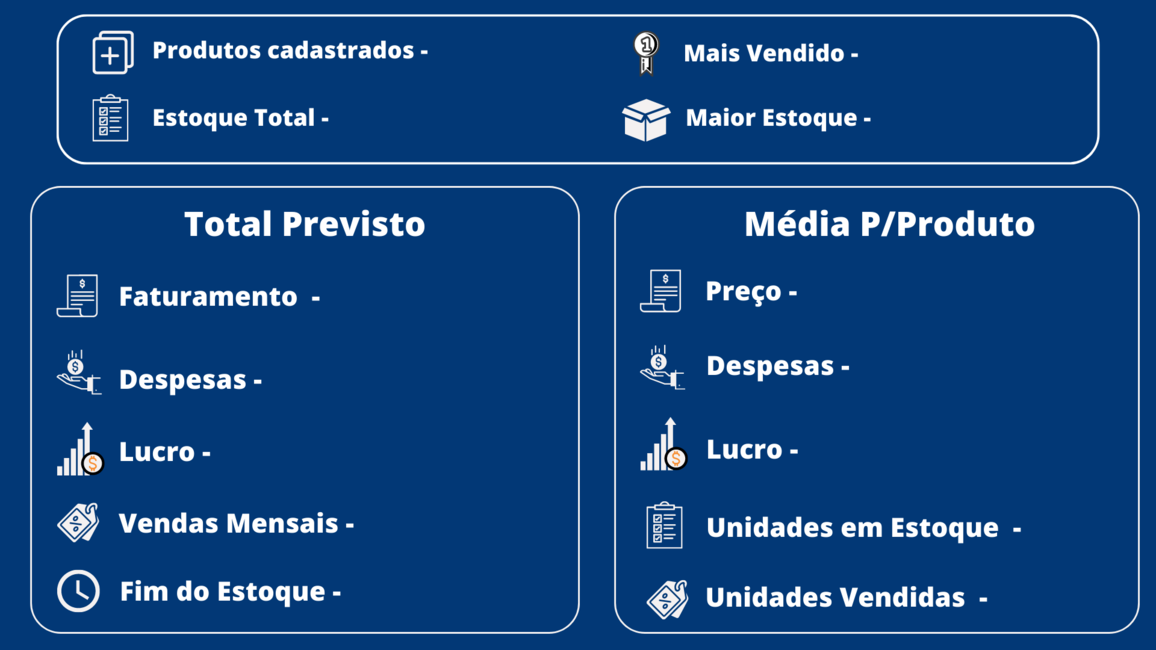 Produtos cadastrados -
Mais Vendido -
Estoque Total -
Maior Estoque -
Total Previsto
Faturamento -
Despesas -
Lucro -
Vendas Mensais -
Fim do Estoque -
Média P/Produto
Preço -
Despesas -
Lucro -
Unidades em Estoque -
Unidades Vendidas -